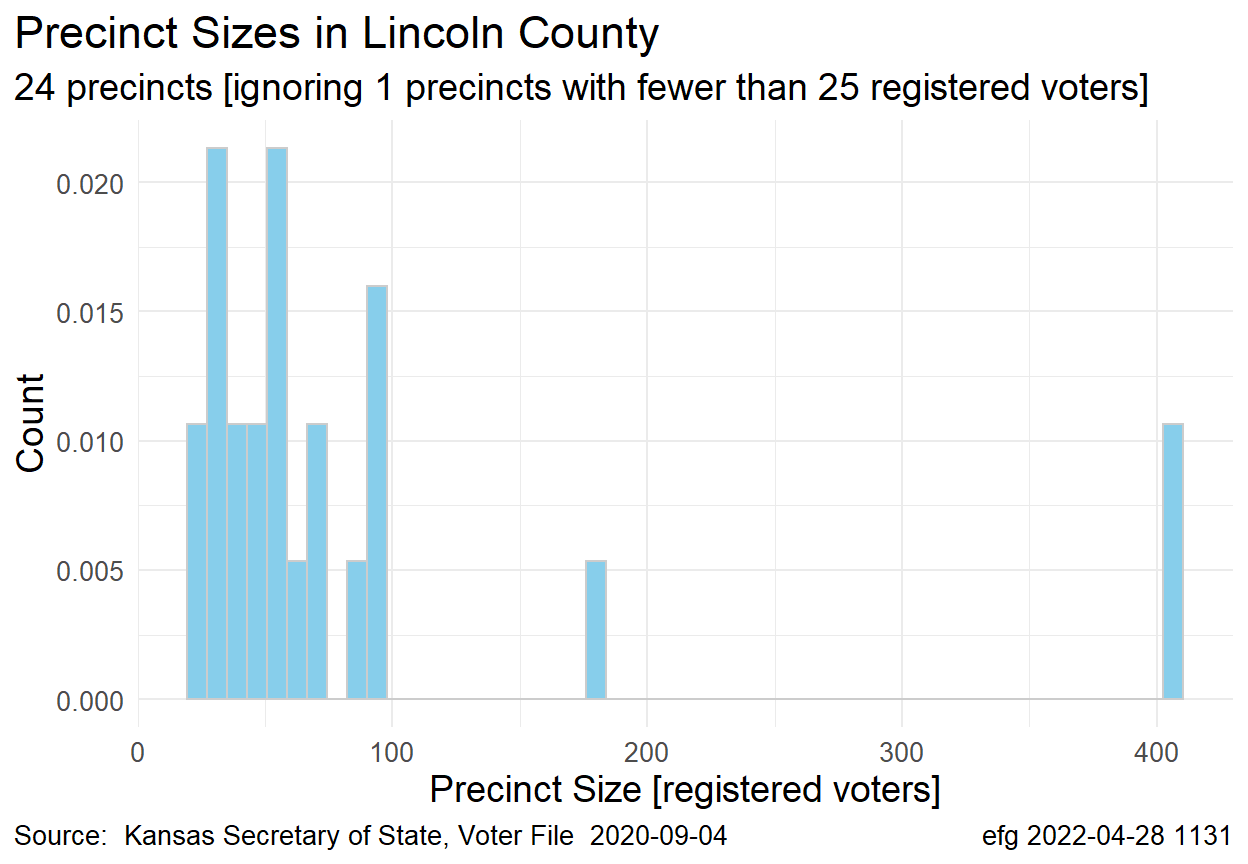 Precinct Sizes in Lincoln County
24 precincts [ignoring 1 precincts with fewer than 25 registered voters]
Count
0.020
0.015
0.010
0.005
0.000
0 100 200 300 400
Precinct Size [registered voters]
Source:  Kansas Secretary of State, Voter File  2020-09-04
efg 2022-04-28 1131